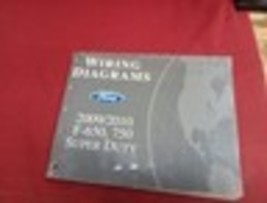 WIRING
DIAGRAMS
Ford
2009/2010
F-650, 750
SUPER DUTY